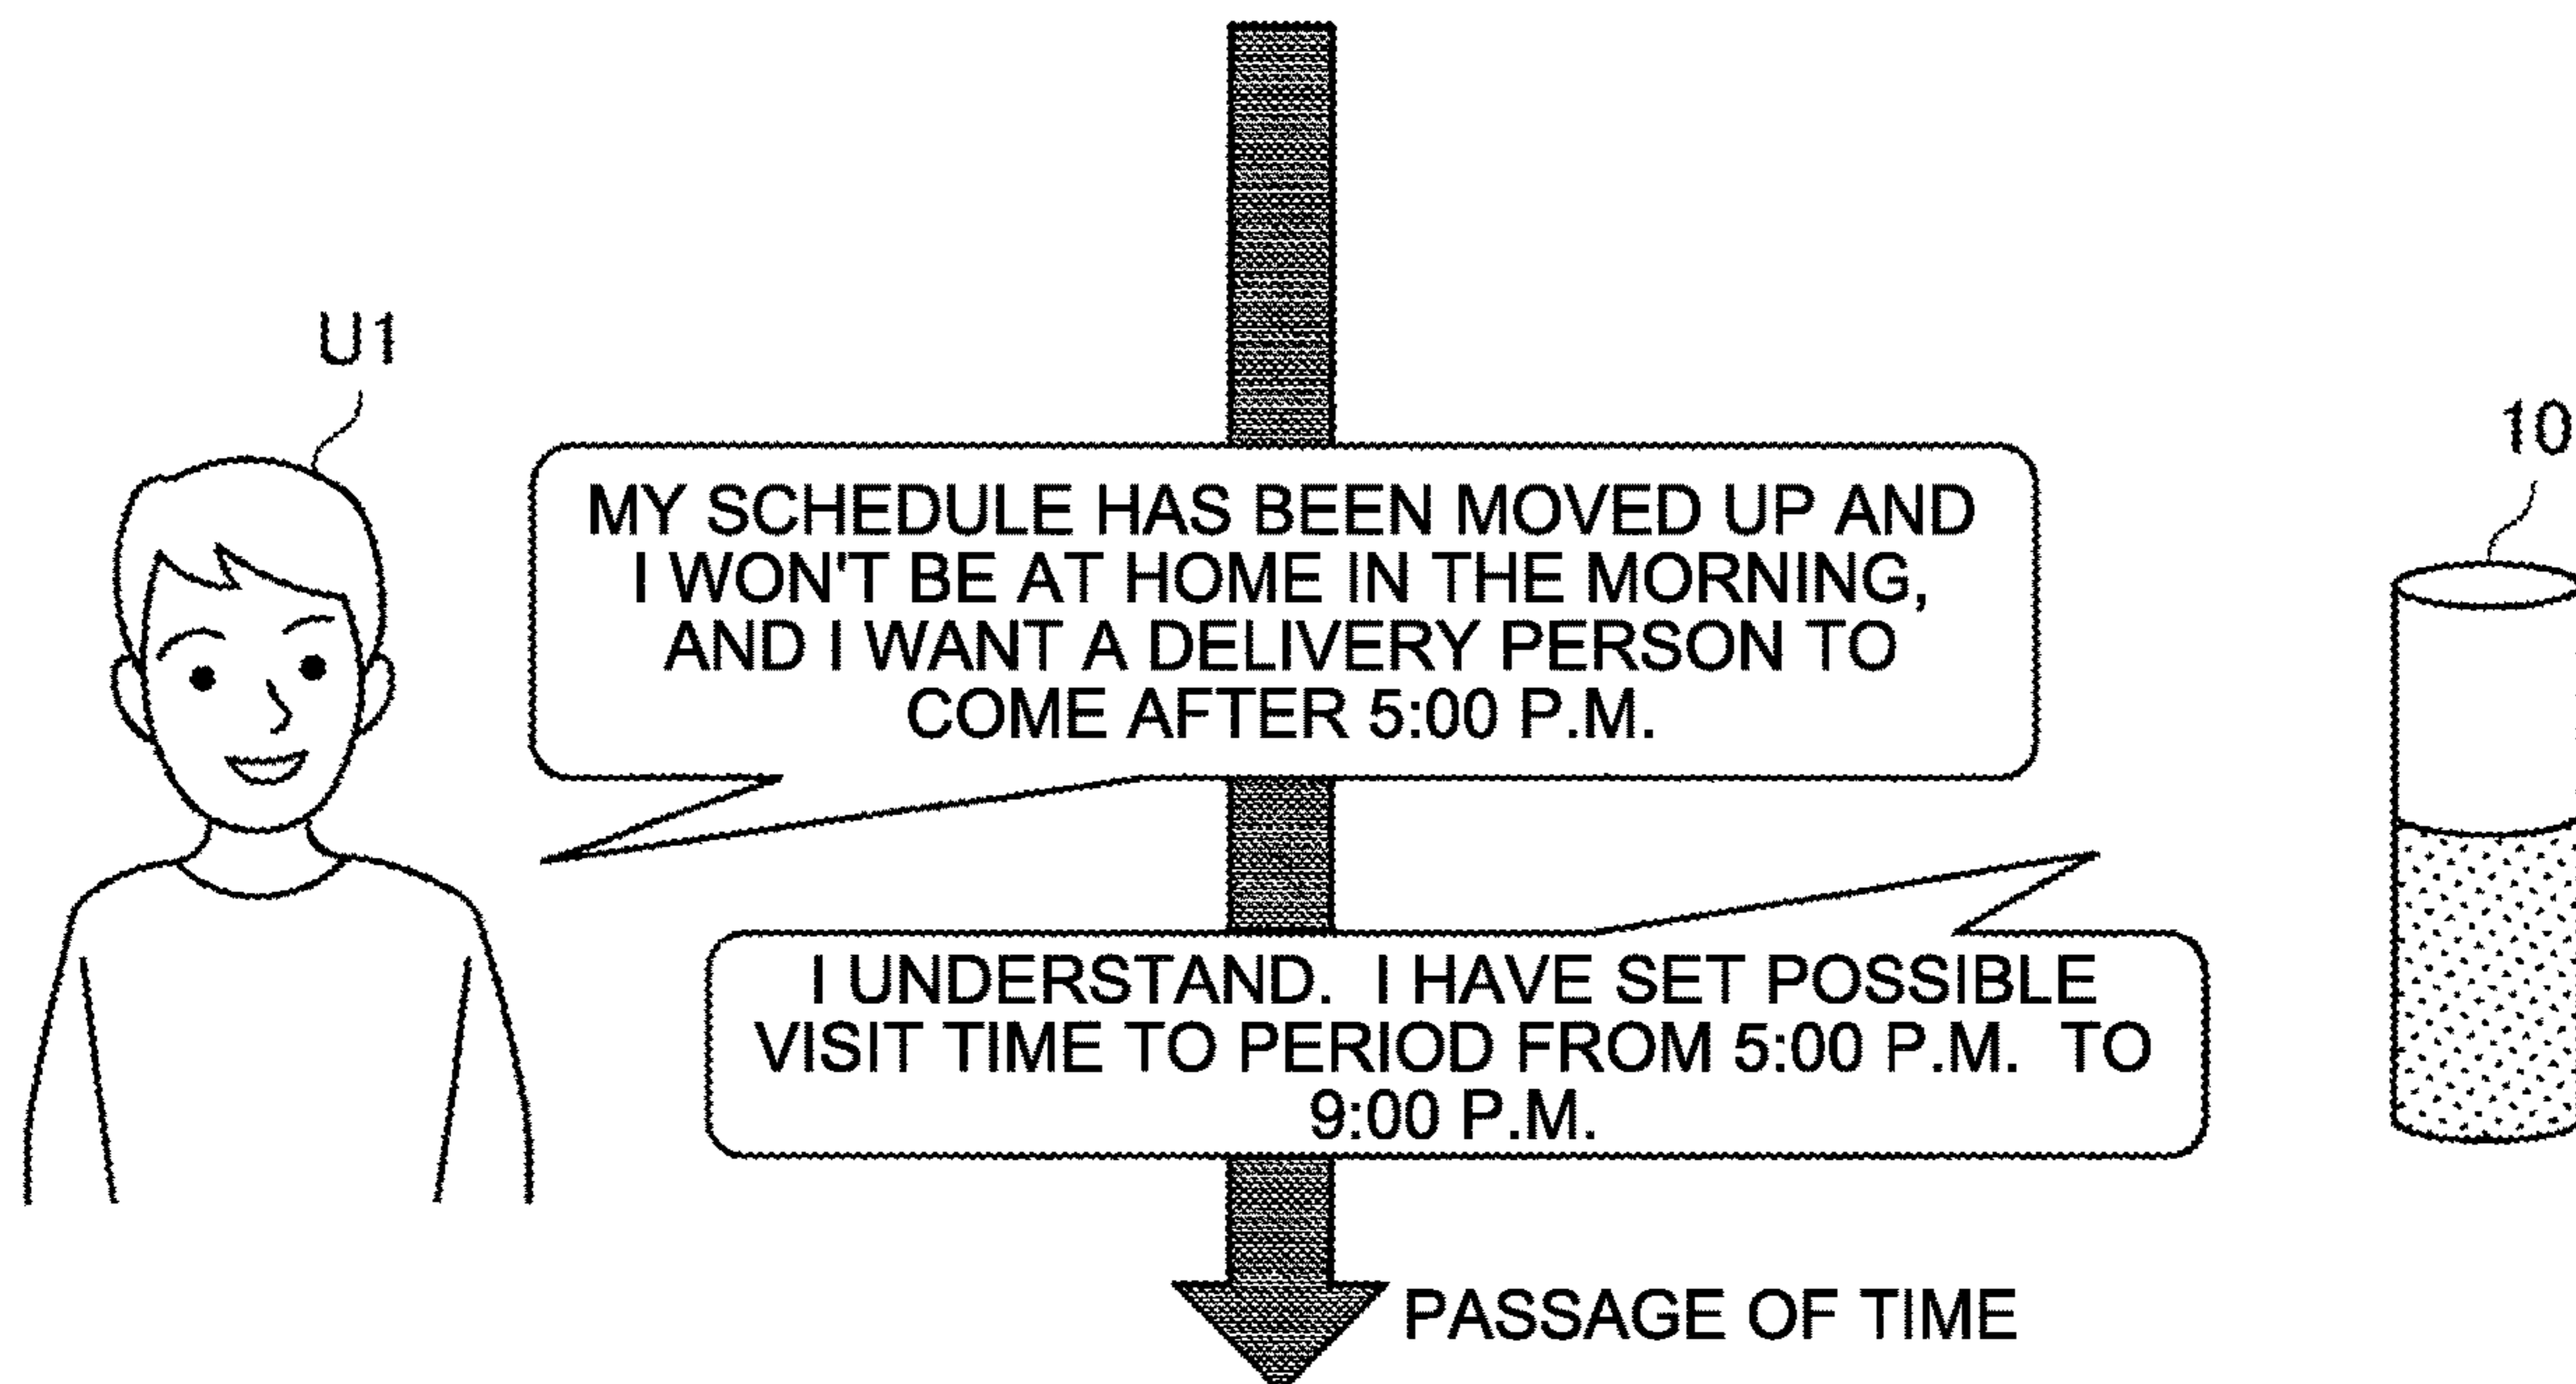 U1
10
MY SCHEDULE HAS BEEN MOVED UP AND
I WON'T BE AT HOME IN THE MORNING,
AND I WANT A DELIVERY PERSON TO
COME AFTER 5:00 P.M.
I UNDERSTAND. I HAVE SET POSSIBLE
VISIT TIME TO PERIOD FROM 5:00 P.M. TO
9:00 P.M.
PASSAGE OF TIME